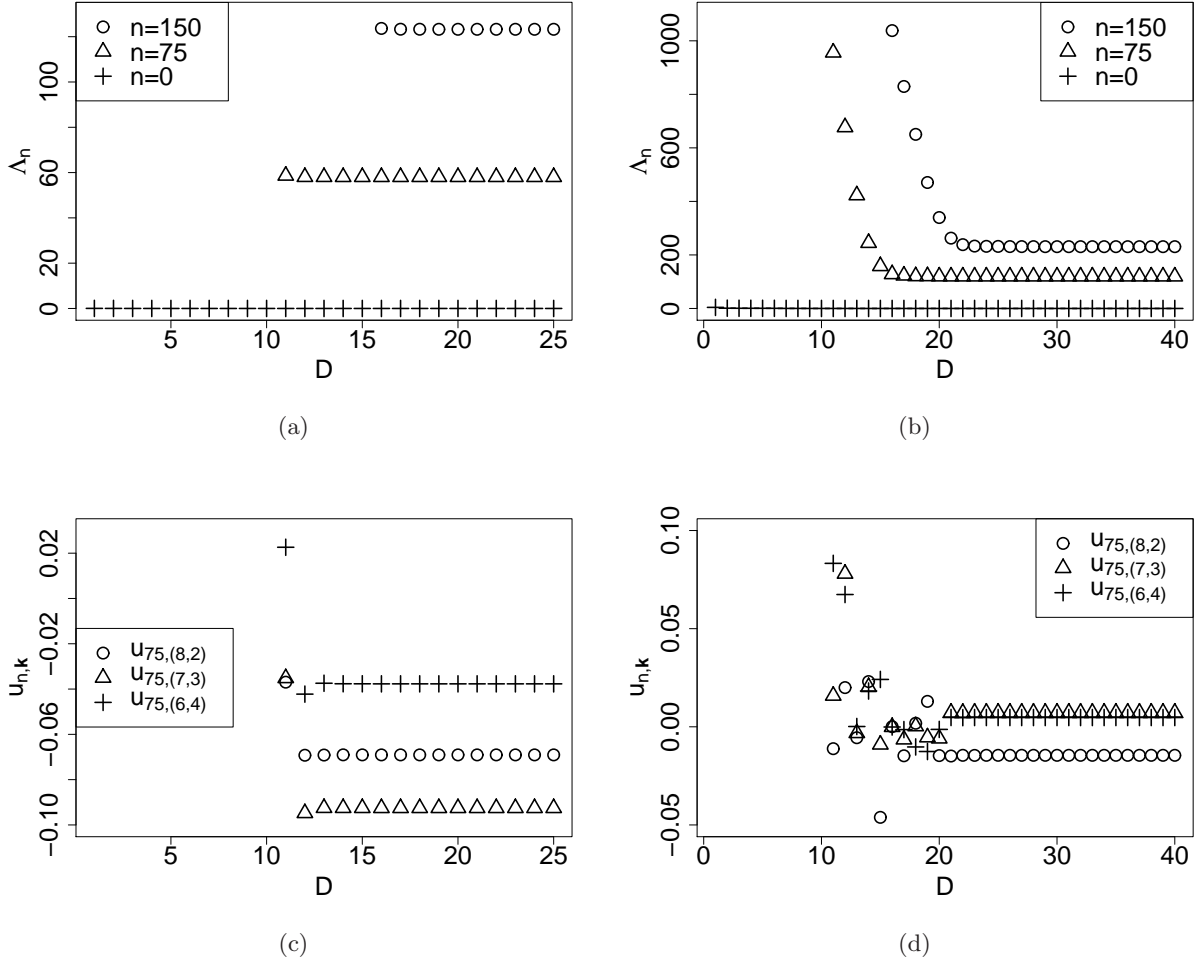 n=150
n=75
n=0
Λn
0
20
60
100
5
10
15
20
25
D
(a)
n=150
n=75
n=0
Λn
0
200
600
1000
0
10
20
30
40
D
(b)
u75,(8,2)
u75,(7,3)
u75,(6,4)
un,k
−0.10
−0.06
−0.02
0.02
5
10
15
20
25
D
(c)
u75,(8,2)
u75,(7,3)
u75,(6,4)
un,k
−0.05
0.00
0.05
0.10
0
10
20
30
40
D
(d)